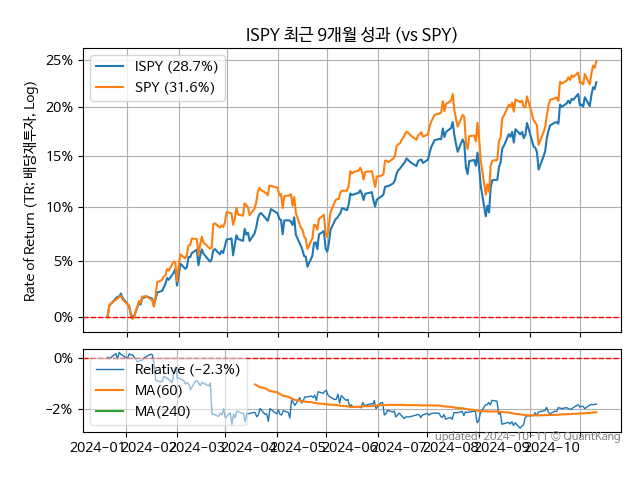 ISPY 최근 9개월 성과 (vs SPY)
Rate of Return (TR: 배당재투자, Log)
25%
20%
15%
10%
5%
0%
ISPY (28.7%)
SPY (31.6%)
0%
−2%
Relative (−2.3%)
MA(60)
MA(240)
2024−01 2024−02 2024−03 2024−04 2024−05 2024−06 2024−07 2024−08 2024−09 2024−10
updated: 2024-10-11 © QuantKang